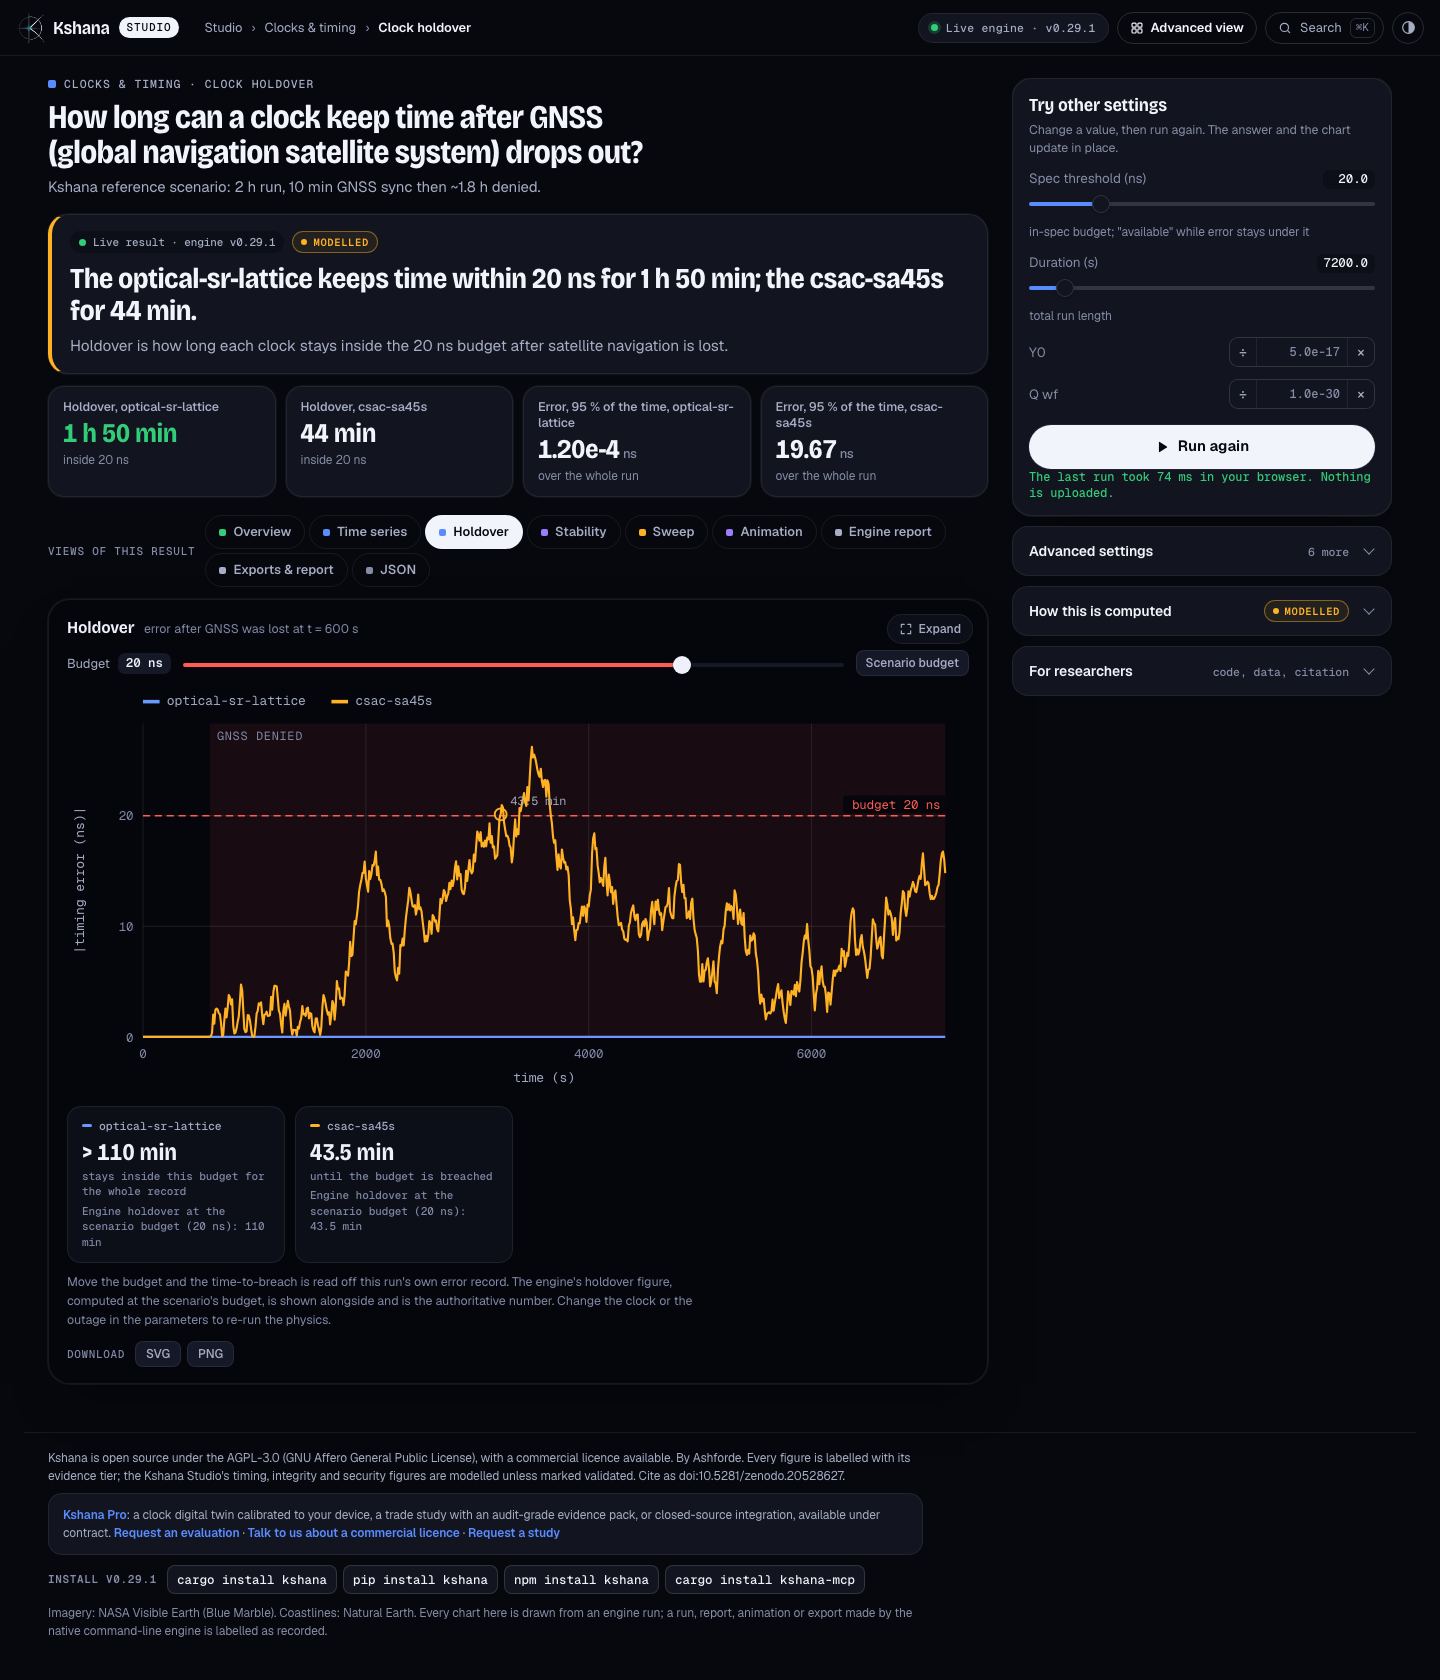 Kshana STUDIO Studio › Clocks & timing › Clock holdover Live engine · v0.29.1 Advanced view Search ⌘K
CLOCKS & TIMING · CLOCK HOLDOVER
How long can a clock keep time after GNSS
(global navigation satellite system) drops out?
Kshana reference scenario: 2 h run, 10 min GNSS sync then ~1.8 h denied.
Live result · engine v0.29.1 MODELLED
The optical-sr-lattice keeps time within 20 ns for 1 h 50 min; the csac-sa45s
for 44 min.
Holdover is how long each clock stays inside the 20 ns budget after satellite navigation is lost.
Holdover, optical-sr-lattice
1 h 50 min
inside 20 ns
Holdover, csac-sa45s
44 min
inside 20 ns
Error, 95 % of the time, optical-sr-
lattice
1.20e-4 ns
over the whole run
Error, 95 % of the time, csac-
sa45s
19.67 ns
over the whole run
VIEWS OF THIS RESULT
Overview Time series Holdover Stability Sweep Animation Engine report
Exports & report JSON
Holdover error after GNSS was lost at t = 600 s Expand
Budget 20 ns Scenario budget
optical-sr-lattice csac-sa45s
GNSS DENIED
43.5 min
budget 20 ns
|timing error (ns)|
20
10
0
0 2000 4000 6000
time (s)
optical-sr-lattice
> 110 min
stays inside this budget for
the whole record
Engine holdover at the
scenario budget (20 ns): 110
min
csac-sa45s
43.5 min
until the budget is breached
Engine holdover at the
scenario budget (20 ns):
43.5 min
Move the budget and the time-to-breach is read off this run's own error record. The engine's holdover figure,
computed at the scenario's budget, is shown alongside and is the authoritative number. Change the clock or the
outage in the parameters to re-run the physics.
DOWNLOAD SVG PNG
Try other settings
Change a value, then run again. The answer and the chart
update in place.
Spec threshold (ns) 20.0
in-spec budget; "available" while error stays under it
Duration (s) 7200.0
total run length
Y0 ÷ 5.0e-17 ×
Q wf ÷ 1.0e-30 ×
Run again
The last run took 74 ms in your browser. Nothing
is uploaded.
Advanced settings 6 more
How this is computed MODELLED
For researchers code, data, citation
Kshana is open source under the AGPL-3.0 (GNU Affero General Public License), with a commercial licence available. By Ashforde. Every figure is labelled with its
evidence tier; the Kshana Studio's timing, integrity and security figures are modelled unless marked validated. Cite as doi:10.5281/zenodo.20528627.
Kshana Pro: a clock digital twin calibrated to your device, a trade study with an audit-grade evidence pack, or closed-source integration, available under
contract. Request an evaluation · Talk to us about a commercial licence · Request a study
INSTALL V0.29.1 cargo install kshana pip install kshana npm install kshana cargo install kshana-mcp
Imagery: NASA Visible Earth (Blue Marble). Coastlines: Natural Earth. Every chart here is drawn from an engine run; a run, report, animation or export made by the
native command-line engine is labelled as recorded.